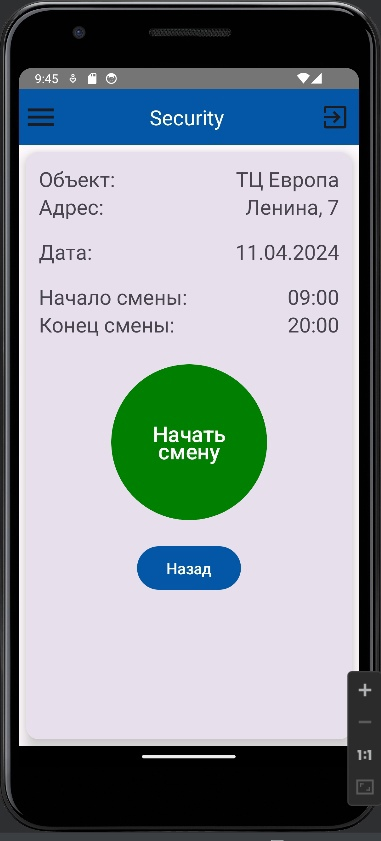 9:45
Security
Объект: ТЦ Европа
Адрес: Ленина, 7
Дата: 11.04.2024
Начало смены: 09:00
Конец смены: 20:00
Начать
смену
Назад
1:1